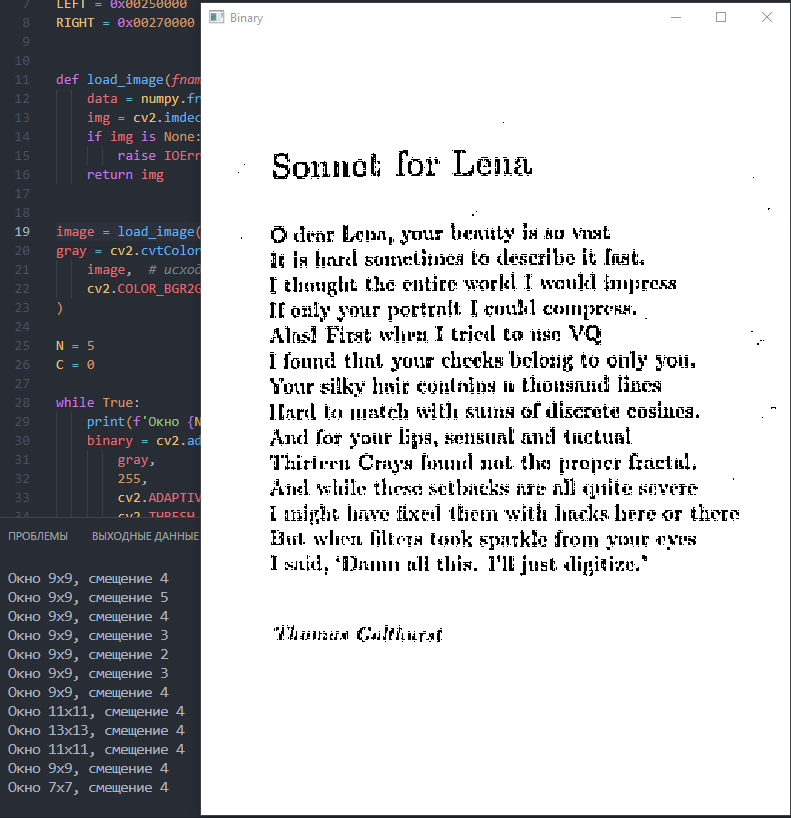 7 LEFT = 0x00250000
8 RIGHT = 0x00270000
9
10
11 def load_image(fnam
12 data = numpy.fr
13 img = cv2.imdec
14 if img is None:
15 raise IOErr
16 return img
17
18
19 image = load_image(
20 gray = cv2.cvtColor
21 image, # исход
22 cv2.COLOR_BGR2G
23 )
24
25 N = 5
26 C = 0
27
28 while True:
29 print(f'Окно {N
30 binary = cv2.ad
31 gray,
32 255,
33 cv2.ADAPTIV
34 cv2.THRESH
ПРОБЛЕМЫ ВЫХОДНЫЕ ДАННЫЕ
Окно 9x9, смещение 4
Окно 9x9, смещение 5
Окно 9x9, смещение 4
Окно 9x9, смещение 3
Окно 9x9, смещение 2
Окно 9x9, смещение 3
Окно 9x9, смещение 4
Окно 11x11, смещение 4
Окно 13x13, смещение 4
Окно 11x11, смещение 4
Окно 9x9, смещение 4
Окно 7x7, смещение 4
Binary
Sonnet for Lena
O dear Lena, your beauty is so vast
It is hard sometimes to describe it fast.
I thought the entire world I would impress
If only your portrait I could compress.
Alas! First when I tried to use VQ
I found that your cheeks belong to only you.
Your silky hair contains a thousand lines
Hard to match with sums of discrete cosines.
And for your lips, sensual and tactual
Thirteen Crays found not the proper fractal.
And while these setbacks are all quite severe
I might have fixed them with hacks here or there
But when filters took sparkle from your eyes
I said, ‘Damn all this. I’ll just digitize.’
Thomas Colthurst